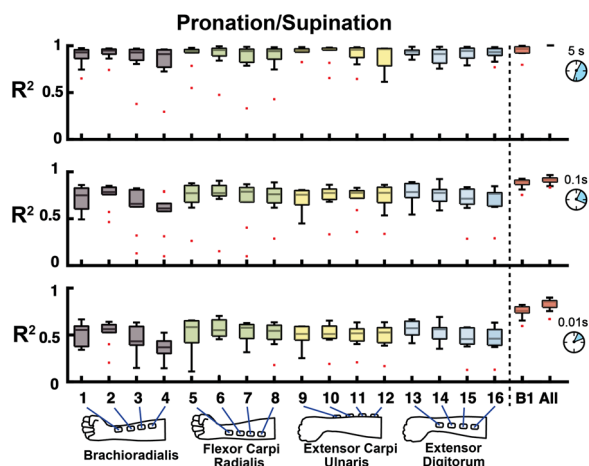 Pronation/Supination
1
R² 0.5
0
5 s
1
R² 0.5
0
0.1s
1
R² 0.5
0
0.01s
1 2 3 4 5 6 7 8 9 10 11 12 13 14 15 16 B1 All
Brachioradialis
Flexor Carpi
Radialis
Extensor Carpi
Ulnaris
Extensor
Digitorum